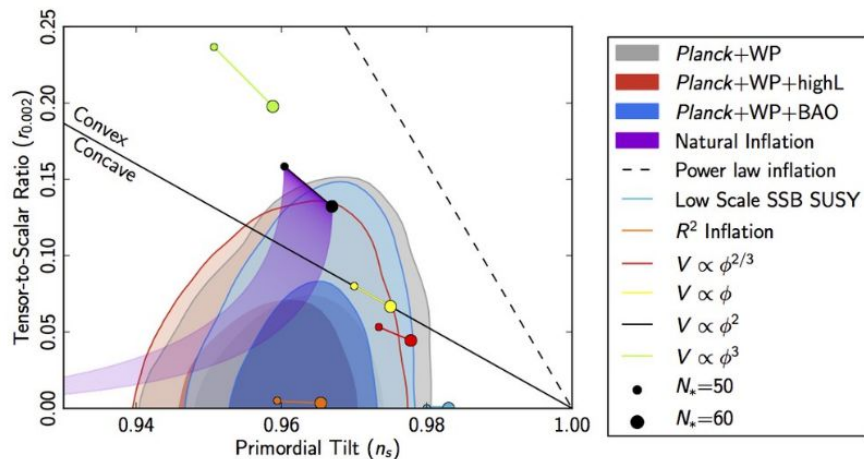 Tensor-to-Scalar Ratio (r₀.₀₀₂)
0.25
0.20
0.15
0.10
0.05
0.00
Convex
Concave
0.94
0.96
0.98
1.00
Primordial Tilt (nₛ)
Planck+WP
Planck+WP+highL
Planck+WP+BAO
Natural Inflation
Power law inflation
Low Scale SSB SUSY
R² Inflation
V ∝ ϕ²/³
V ∝ ϕ
V ∝ ϕ²
V ∝ ϕ³
N*=50
N*=60